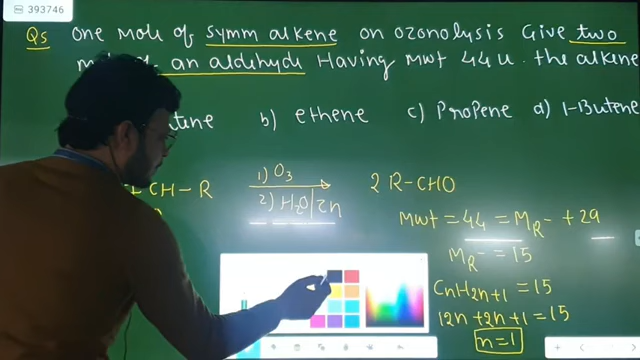 393746
Qs One mole of symm alkene on ozonolysis give two
an aldehyde Having mwt 44 u. the alkene
b) ethene c) Propene d) 1-Butene
CH - R 1) O3 2) H2O/Zn 2 R-CHO
Mwt = 44 = MR- + 29
MR- = 15
CnH2n+1 = 15
12n + 2n + 1 = 15
n = 1